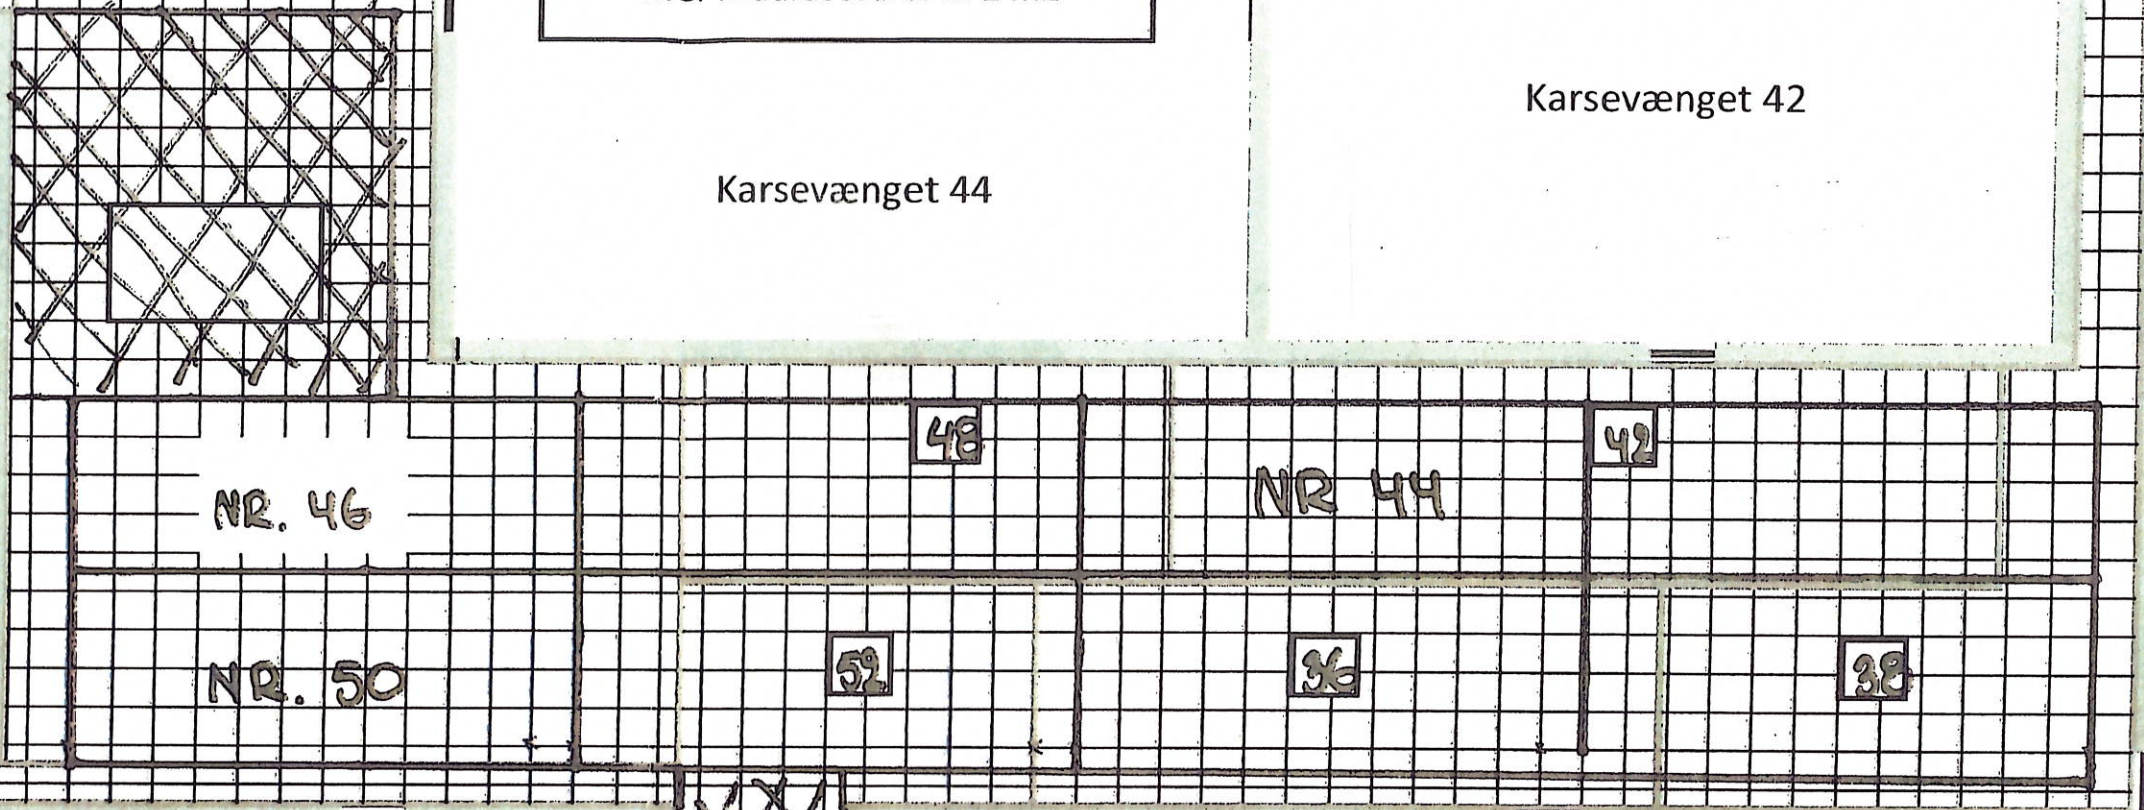 Karsevænget 42
Karsevænget 44
48
42
NR. 46
NR 44
NR. 50
52
36
38